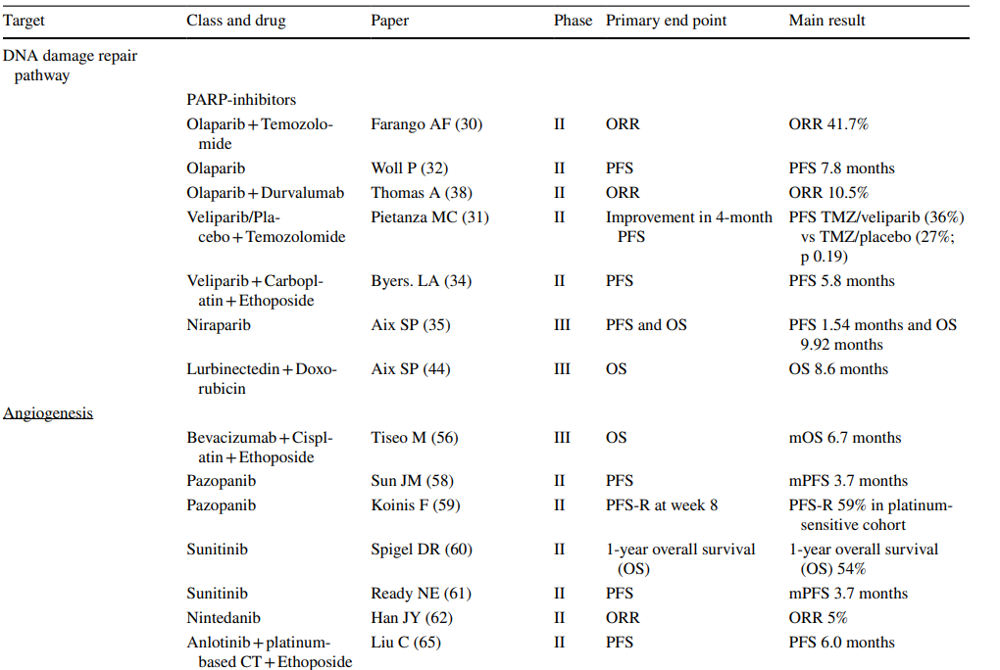 Target Class and drug Paper Phase Primary end point Main result
DNA damage repair
pathway
PARP-inhibitors
Olaparib + Temozolo- Farango AF (30) II ORR ORR 41.7%
mide
Olaparib Woll P (32) II PFS PFS 7.8 months
Olaparib + Durvalumab Thomas A (38) II ORR ORR 10.5%
Veliparib/Pla- Pietanza MC (31) II Improvement in 4-month PFS TMZ/veliparib (36%)
cebo + Temozolomide PFS vs TMZ/placebo (27%;
p 0.19)
Veliparib + Carbopl- Byers. LA (34) II PFS PFS 5.8 months
atin + Ethoposide
Niraparib Aix SP (35) III PFS and OS PFS 1.54 months and OS
9.92 months
Lurbinectedin + Doxo- Aix SP (44) III OS OS 8.6 months
rubicin
Angiogenesis
Bevacizumab + Cispl- Tiseo M (56) III OS mOS 6.7 months
atin + Ethoposide
Pazopanib Sun JM (58) II PFS mPFS 3.7 months
Pazopanib Koinis F (59) II PFS-R at week 8 PFS-R 59% in platinum-
sensitive cohort
Sunitinib Spigel DR (60) II 1-year overall survival 1-year overall survival
(OS) (OS) 54%
Sunitinib Ready NE (61) II PFS mPFS 3.7 months
Nintedanib Han JY (62) II ORR ORR 5%
Anlotinib + platinum- Liu C (65) II PFS PFS 6.0 months
based CT + Ethoposide